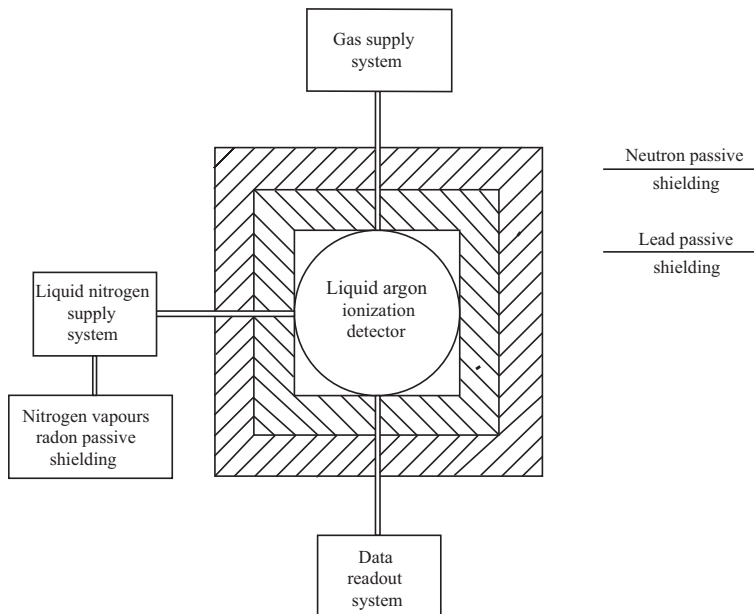 Gas supply
system
Neutron passive
shielding
Lead passive
shielding
Liquid nitrogen
supply
system
Liquid argon
ionization
detector
Nitrogen vapours
radon passive
shielding
Data
readout
system